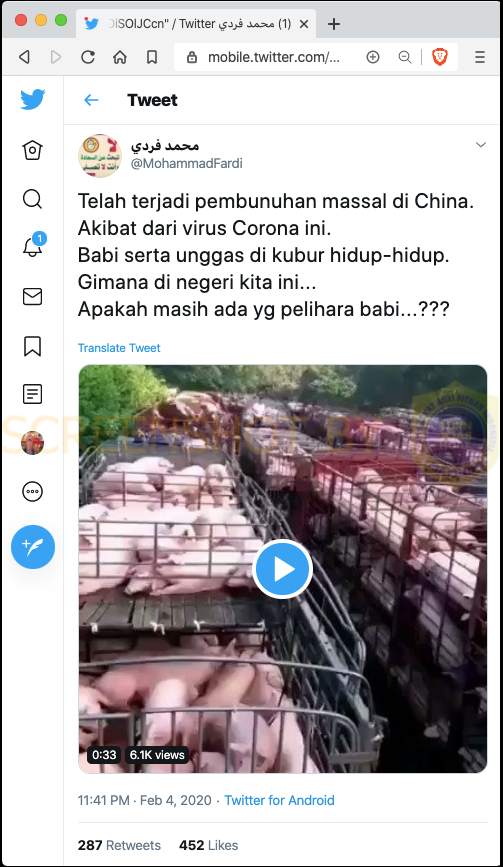 DiSOlJCcn" / Twitter محمد فردي (1)
mobile.twitter.com/...
Tweet
1
محمد فردي
@MohammadFardi
Telah terjadi pembunuhan massal di China.
Akibat dari virus Corona ini.
Babi serta unggas di kubur hidup-hidup.
Gimana di negeri kita ini...
Apakah masih ada yg pelihara babi...???
Translate Tweet
SCREENSHOT BY
0:33 6.1K views
11:41 PM · Feb 4, 2020 · Twitter for Android
287 Retweets 452 Likes